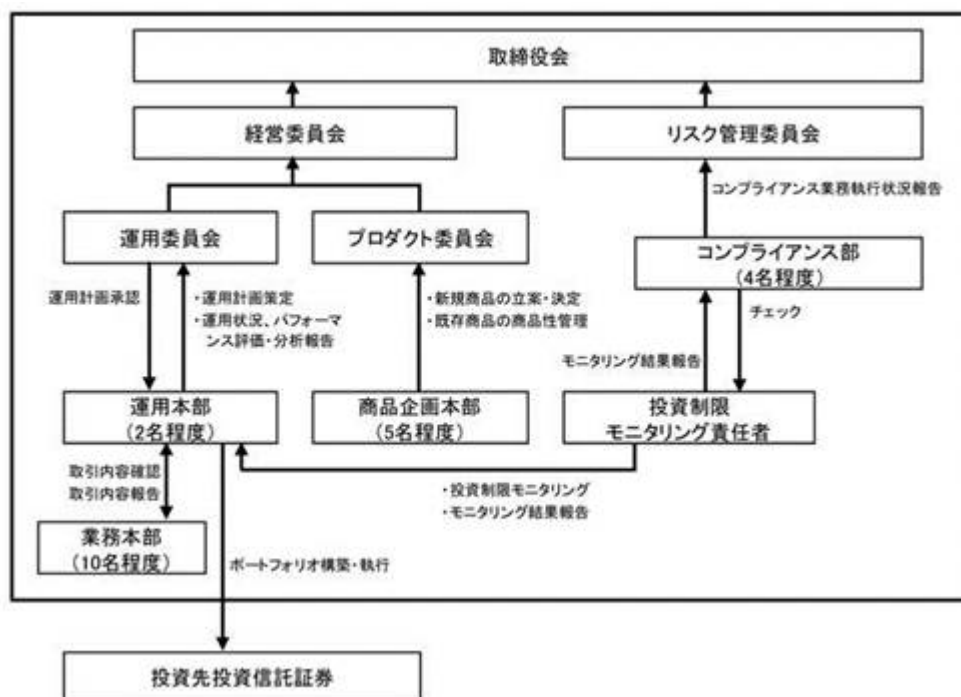 取締役会
経営委員会
リスク管理委員会
コンプライアンス業務執行状況報告
運用委員会
プロダクト委員会
コンプライアンス部
(4名程度)
運用計画承認
・運用計画策定
・運用状況、パフォーマ
ンス評価・分析報告
・新規商品の立案・決定
・既存商品の商品性管理
チェック
モニタリング結果報告
運用本部
(2名程度)
商品企画本部
(5名程度)
投資制限
モニタリング責任者
取引内容確認
取引内容報告
・投資制限モニタリング
・モニタリング結果報告
業務本部
(10名程度)
ポートフォリオ構築・執行
投資先投資信託証券